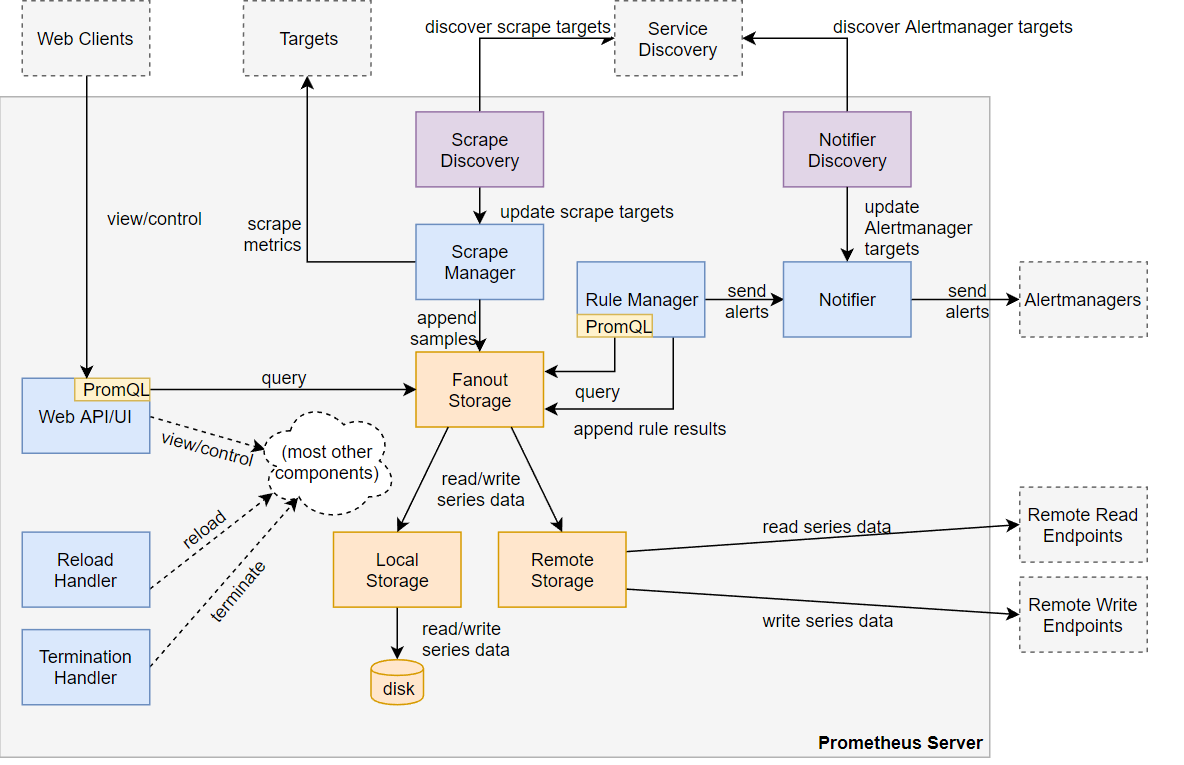 Web Clients
Targets
discover scrape targets
Service
Discovery
discover Alertmanager targets
Scrape
Discovery
Notifier
Discovery
view/control
scrape
metrics
update scrape targets
update
Alertmanager
targets
Scrape
Manager
Rule Manager
PromQL
send
alerts
Notifier
send
alerts
Alertmanagers
append
samples
PromQL
Web API/UI
query
Fanout
Storage
query
append rule results
view/control
(most other
components)
read/write
series data
reload
Reload
Handler
terminate
Local
Storage
Remote
Storage
read series data
Remote Read
Endpoints
write series data
Remote Write
Endpoints
Termination
Handler
read/write
series data
disk
Prometheus Server